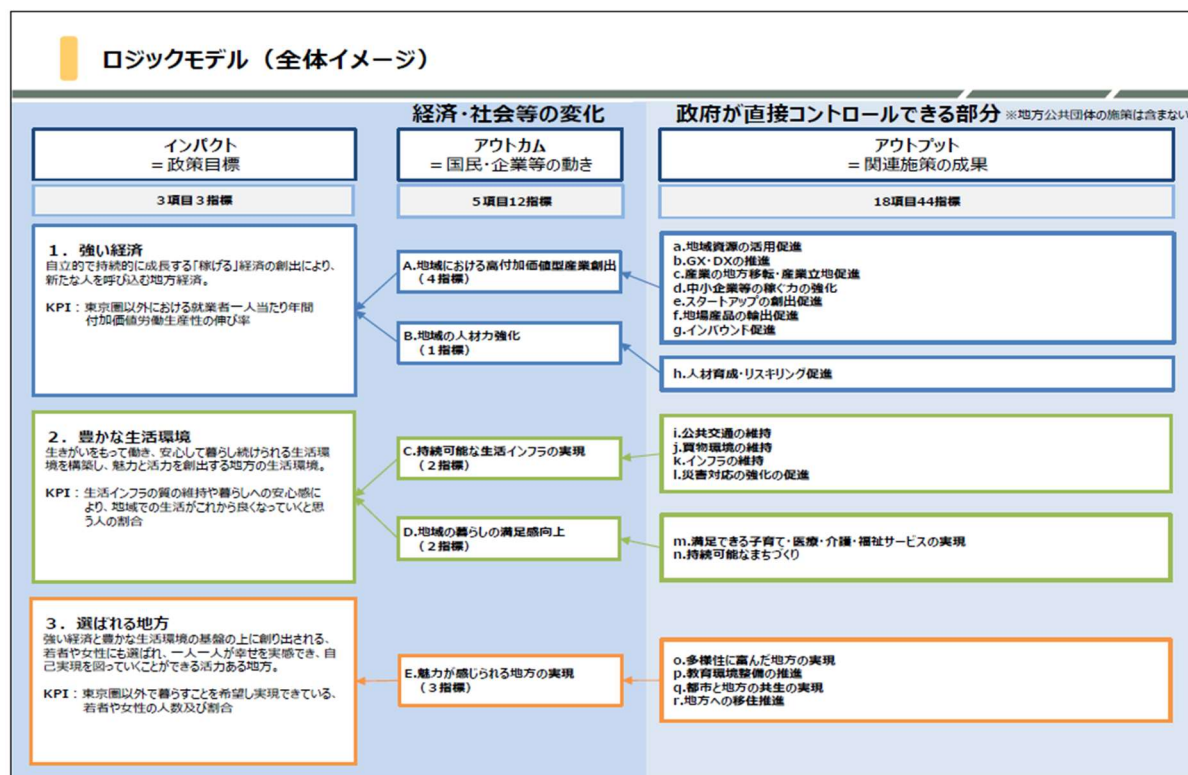 ロジックモデル（全体イメージ）
経済・社会等の変化
政府が直接コントロールできる部分 ※地方公共団体の施策は含まない
インパクト
＝政策目標
アウトカム
＝国民・企業等の動き
アウトプット
＝関連施策の成果
3項目3指標
5項目12指標
18項目44指標
1．強い経済
自立的で持続的に成長する「稼げる」経済の創出により、
新たな人を呼び込む地方経済。
KPI：東京圏以外における就業者一人当たり年間
付加価値労働生産性の伸び率
A.地域における高付加価値型産業創出
（4指標）
B.地域の人材力強化
（1指標）
a.地域資源の活用促進
b.GX・DXの推進
c.産業の地方移転・産業立地促進
d.中小企業等の稼ぐ力の強化
e.スタートアップの創出促進
f.地場産品の輸出促進
g.インバウンド促進
h.人材育成・リスキリング促進
2．豊かな生活環境
生きがいをもって働き、安心して暮らし続けられる生活環
境を構築し、魅力と活力を創出する地方の生活環境。
KPI：生活インフラの質の維持や暮らしへの安心感に
より、地域での生活がこれから良くなっていくと思
う人の割合
C.持続可能な生活インフラの実現
（2指標）
D.地域の暮らしの満足感向上
（2指標）
i.公共交通の維持
j.買物環境の維持
k.インフラの維持
l.災害対応の強化の促進
m.満足できる子育て・医療・介護・福祉サービスの実現
n.持続可能なまちづくり
3．選ばれる地方
強い経済と豊かな生活環境の基盤の上に創り出される、
若者や女性にも選ばれ、一人一人が幸せを実感でき、自
己実現を図っていくことができる活力ある地方。
KPI：東京圏以外で暮らすことを希望し実現できている、
若者や女性の人数及び割合
E.魅力が感じられる地方の実現
（3指標）
o.多様性に富んだ地方の実現
p.教育環境整備の推進
q.都市と地方の共生の実現
r.地方への移住推進